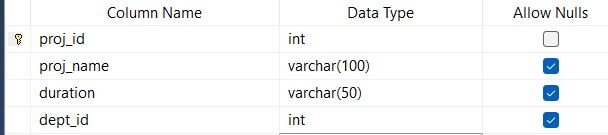 Column Name Data Type Allow Nulls
proj_id int
proj_name varchar(100)
duration varchar(50)
dept_id int